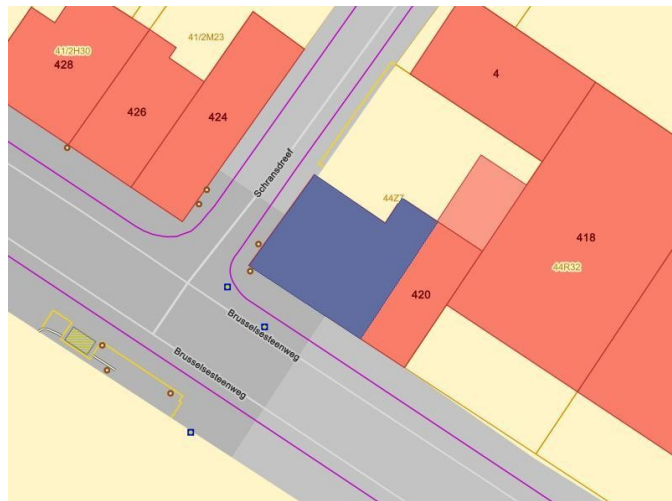 41/2M23
41/2H30
428
4
426
424
Schransdreef
44Z7
418
44R32
420
Brusselsesteenweg
Brusselsesteenweg